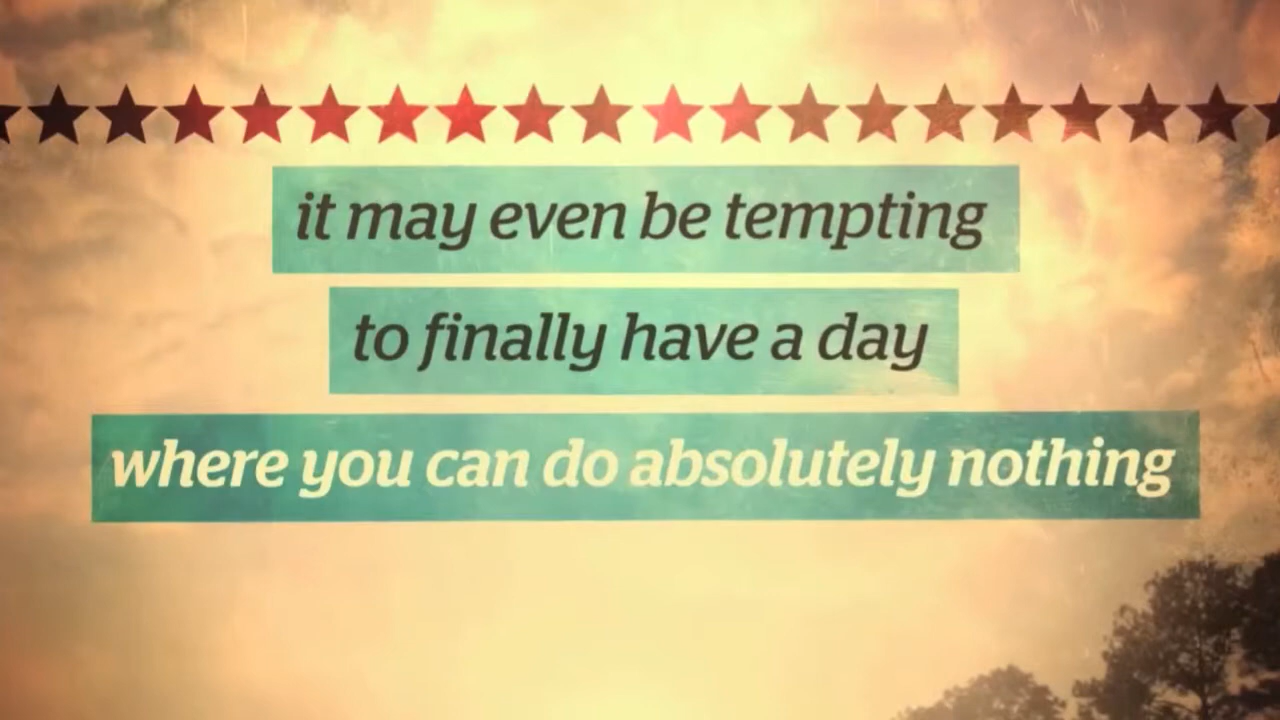 it may even be tempting
to finally have a day
where you can do absolutely nothing